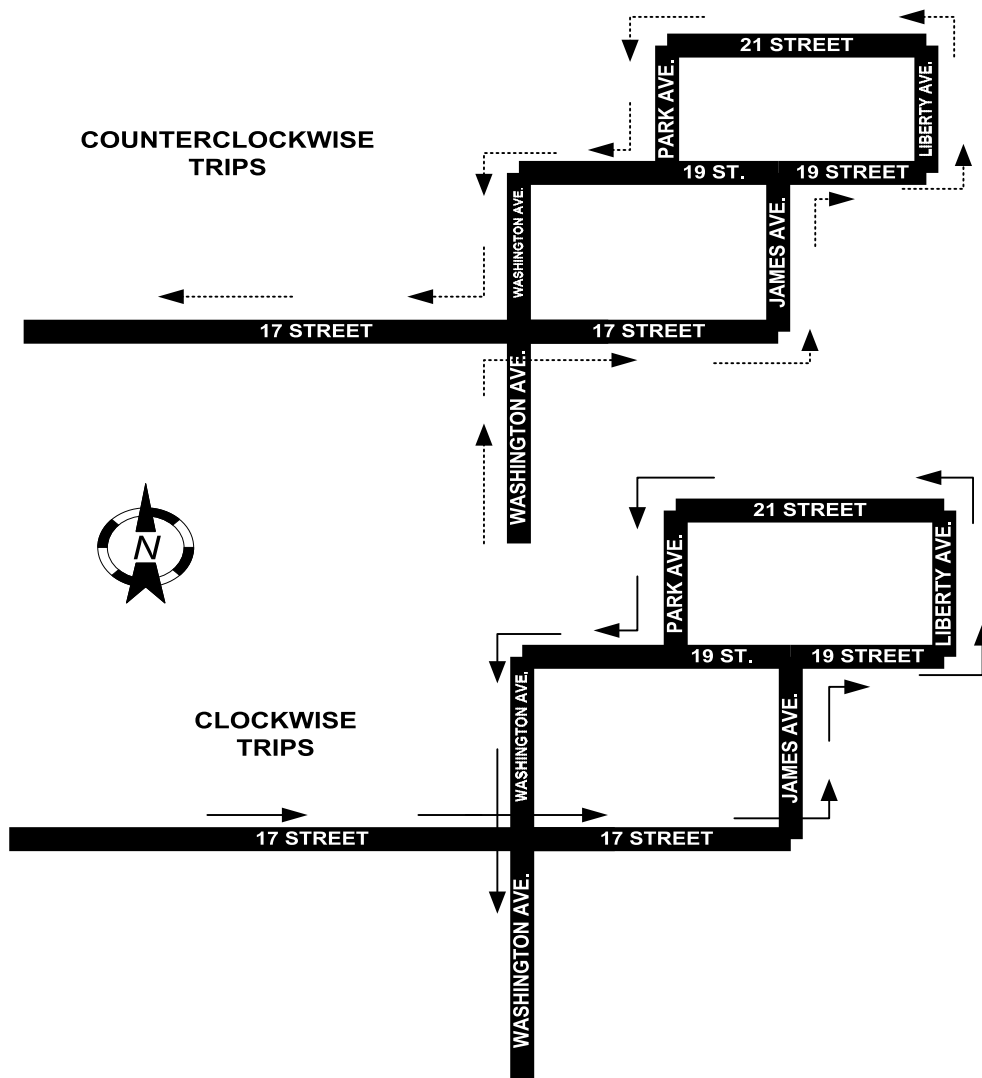 21 STREET
PARK AVE.
LIBERTY AVE.
COUNTERCLOCKWISE
TRIPS
19 ST.
19 STREET
WASHINGTON AVE.
JAMES AVE.
17 STREET
17 STREET
WASHINGTON AVE.
N
21 STREET
PARK AVE.
LIBERTY AVE.
19 ST.
19 STREET
WASHINGTON AVE.
JAMES AVE.
CLOCKWISE
TRIPS
17 STREET
17 STREET
WASHINGTON AVE.